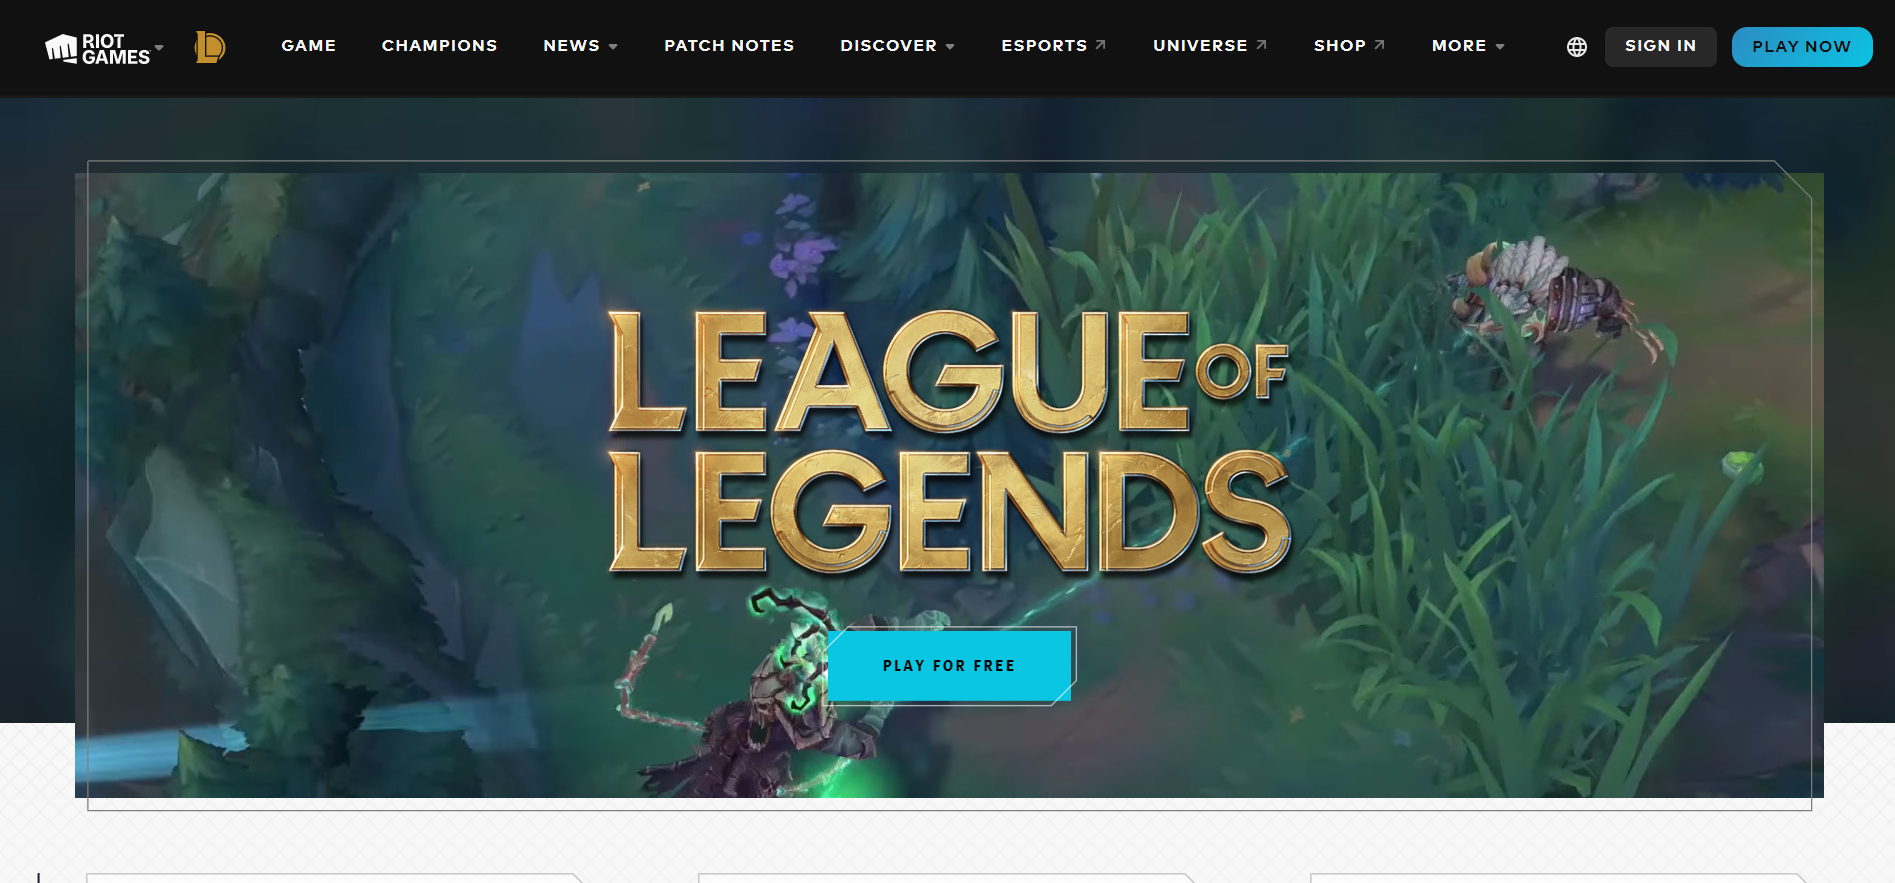 RIOT
GAMES
GAME
CHAMPIONS
NEWS
PATCH NOTES
DISCOVER
ESPORTS
UNIVERSE
SHOP
MORE
SIGN IN
PLAY NOW
LEAGUE OF
LEGENDS
PLAY FOR FREE